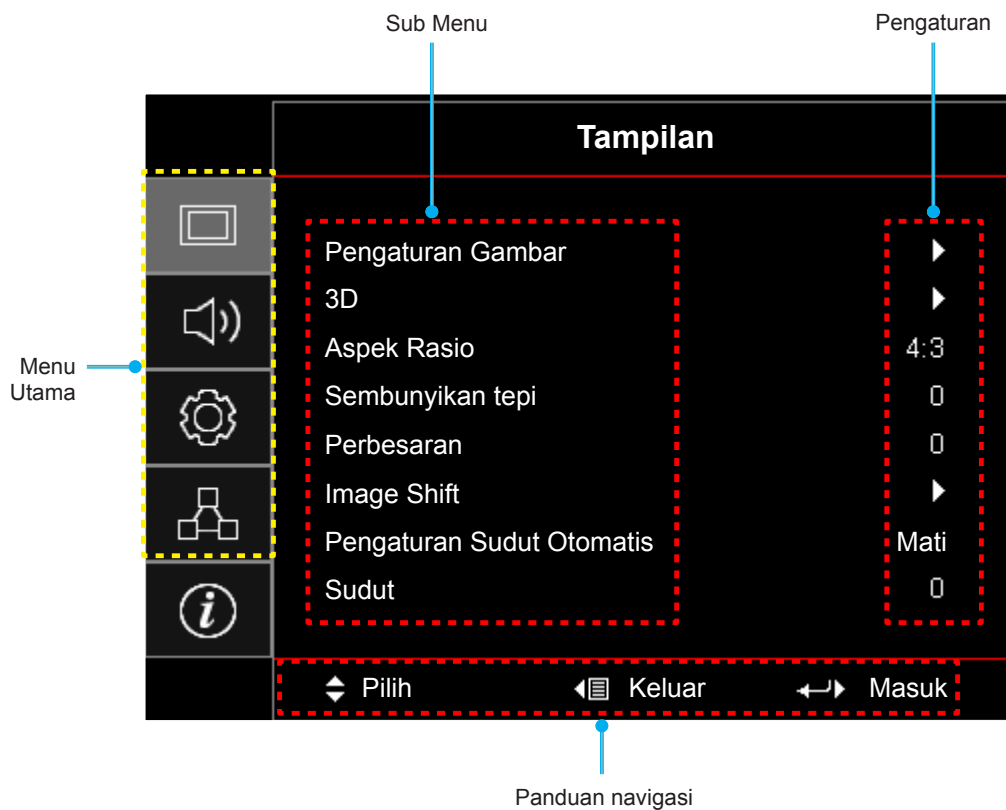 Sub Menu
Pengaturan
Tampilan
Pengaturan Gambar
3D
Aspek Rasio 4:3
Sembunyikan tepi 0
Perbesaran 0
Image Shift
Pengaturan Sudut Otomatis Mati
Sudut 0
Menu
Utama
i
Pilih Keluar Masuk
Panduan navigasi